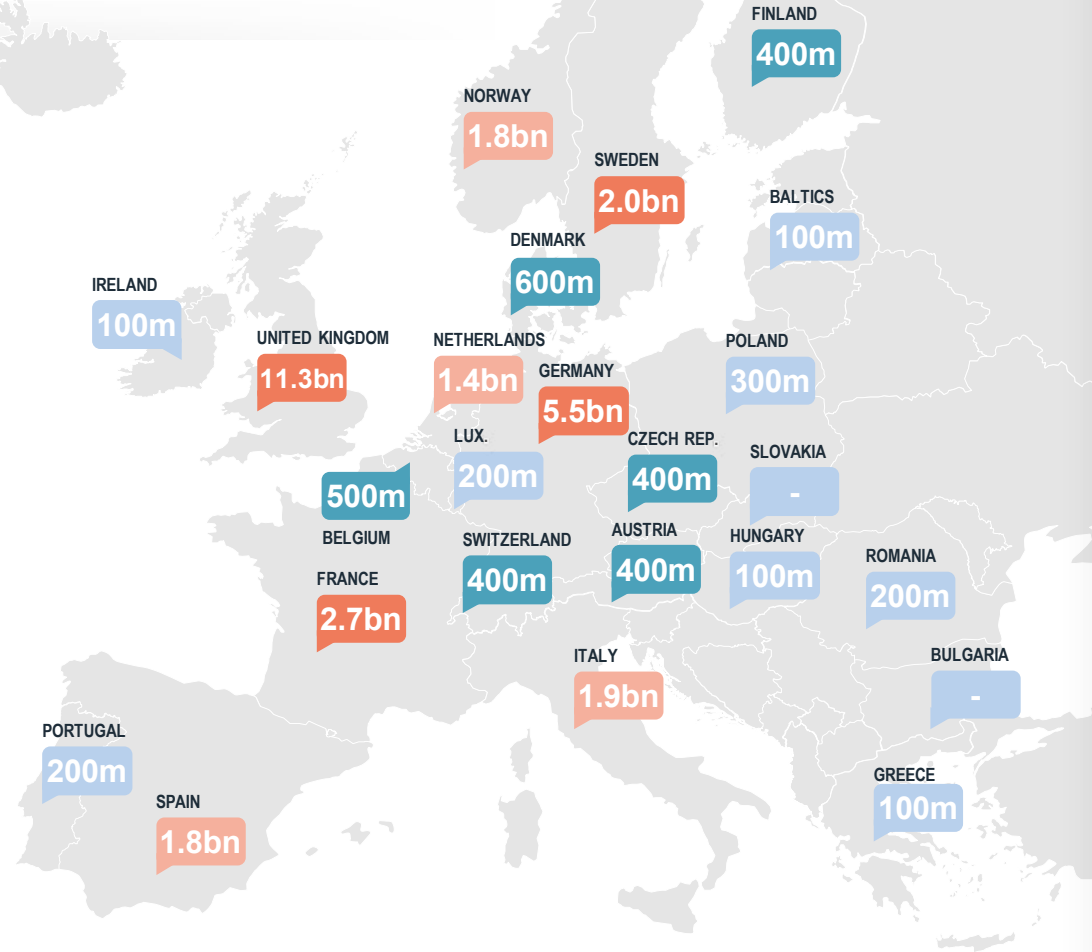 FINLAND
400m
NORWAY
1.8bn
SWEDEN
2.0bn
BALTICS
100m
DENMARK
600m
IRELAND
100m
UNITED KINGDOM
11.3bn
NETHERLANDS
1.4bn
GERMANY
5.5bn
POLAND
300m
LUX.
200m
CZECH REP.
400m
SLOVAKIA
-
500m
BELGIUM
SWITZERLAND
400m
AUSTRIA
400m
HUNGARY
100m
ROMANIA
200m
FRANCE
2.7bn
ITALY
1.9bn
BULGARIA
-
PORTUGAL
200m
SPAIN
1.8bn
GREECE
100m